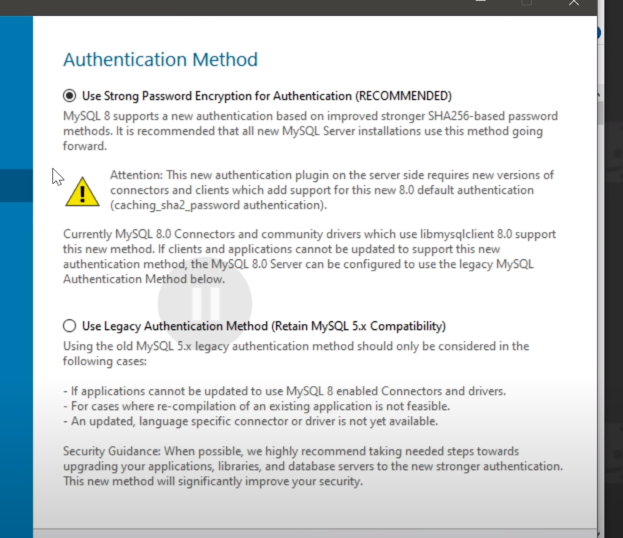 Authentication Method
Use Strong Password Encryption for Authentication (RECOMMENDED)
MySQL 8 supports a new authentication based on improved stronger SHA256-based password
methods. It is recommended that all new MySQL Server installations use this method going
forward.
Attention: This new authentication plugin on the server side requires new versions of
connectors and clients which add support for this new 8.0 default authentication
(caching_sha2_password authentication).
Currently MySQL 8.0 Connectors and community drivers which use libmysqlclient 8.0 support
this new method. If clients and applications cannot be updated to support this new
authentication method, the MySQL 8.0 Server can be configured to use the legacy MySQL
Authentication Method below.
Use Legacy Authentication Method (Retain MySQL 5.x Compatibility)
Using the old MySQL 5.x legacy authentication method should only be considered in the
following cases:
- If applications cannot be updated to use MySQL 8 enabled Connectors and drivers.
- For cases where re-compilation of an existing application is not feasible.
- An updated, language specific connector or driver is not yet available.
Security Guidance: When possible, we highly recommend taking needed steps towards
upgrading your applications, libraries, and database servers to the new stronger authentication.
This new method will significantly improve your security.